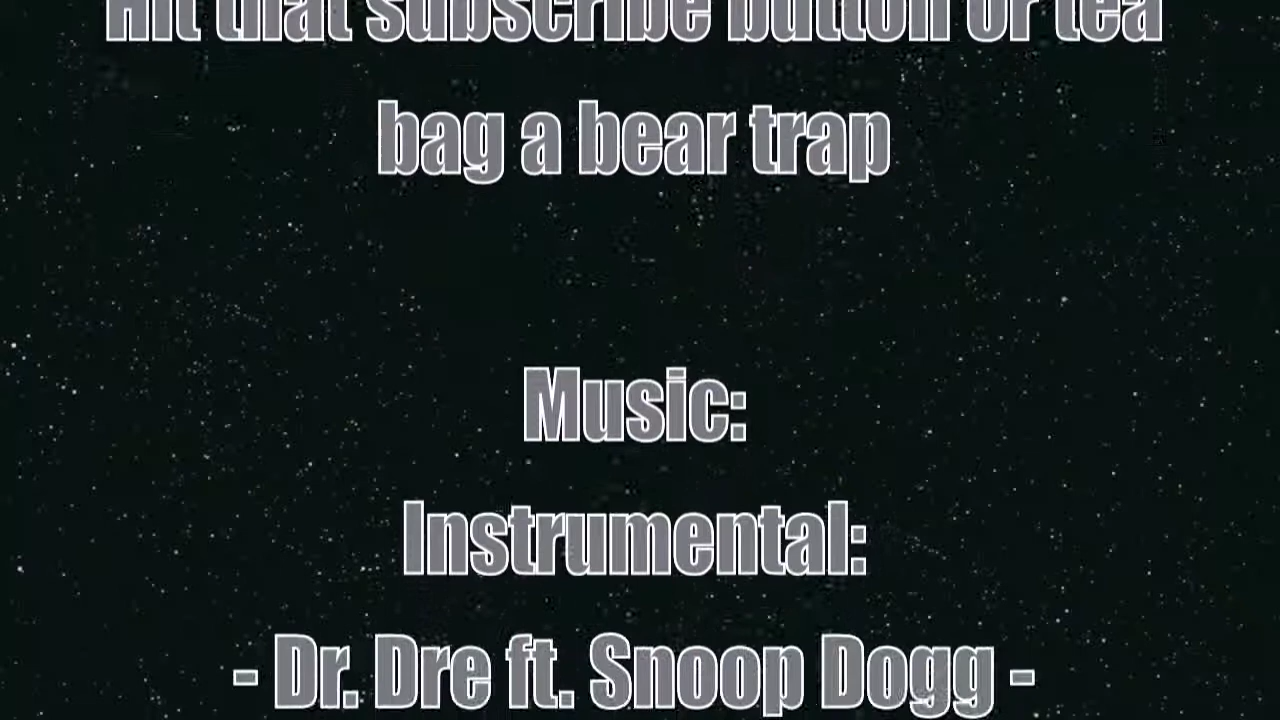 Hit that subscribe button or tea
bag a bear trap
Music:
Instrumental:
- Dr. Dre ft. Snoop Dogg -